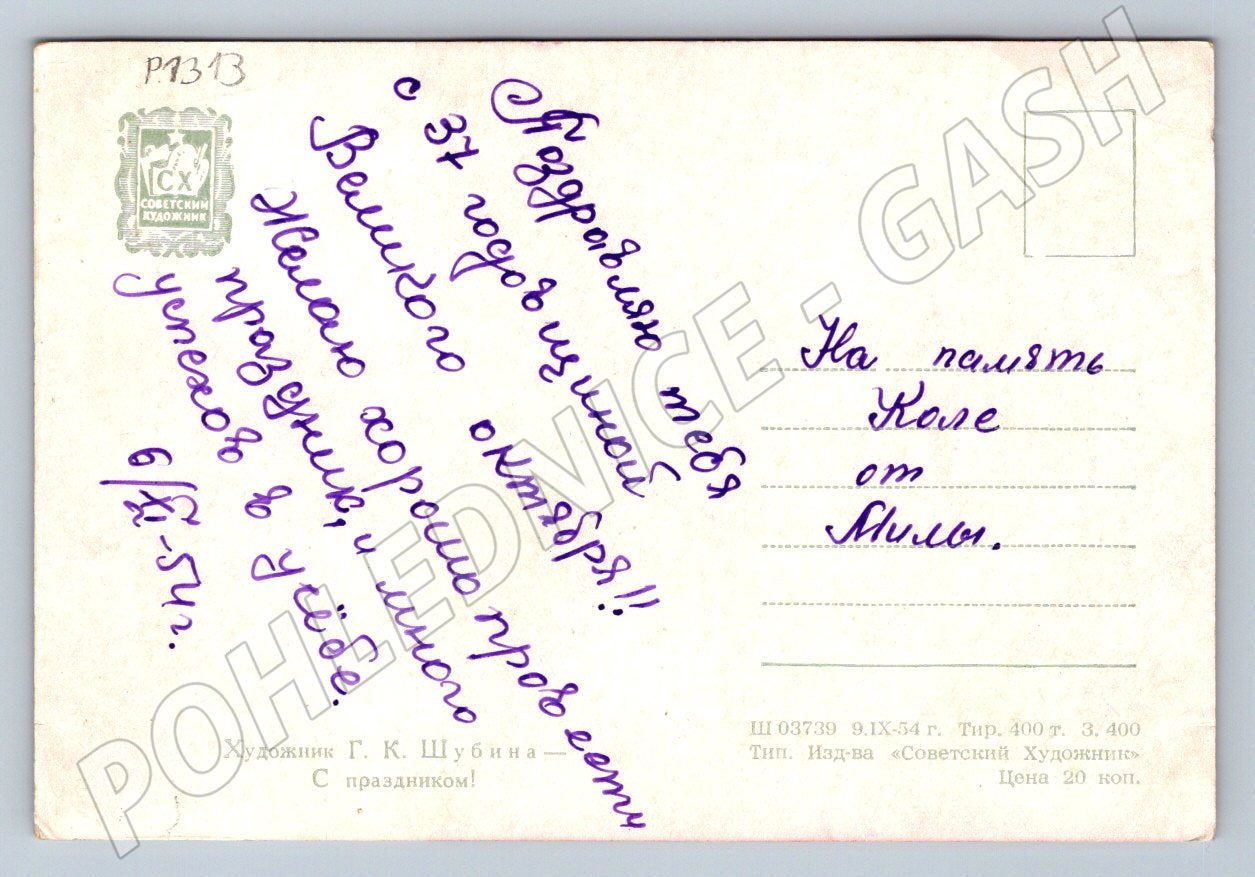 P1313
СХ
СОВЕТСКИЙ
ХУДОЖНИК
Поздравляю тебя
с 37 годовщиной
Великого октября!!
Желаю хорошо провести
праздник, и много
успехов в учёбе.
6/XI-54 г.
На память
Коле
от
Милы.
Художник Г. К. Шубина —
С праздником!
Ш 03739 9.IX-54 г. Тир. 400 т. З. 400
Тип. Изд-ва «Советский Художник»
Цена 20 коп.
POHLEDNICE - GASH